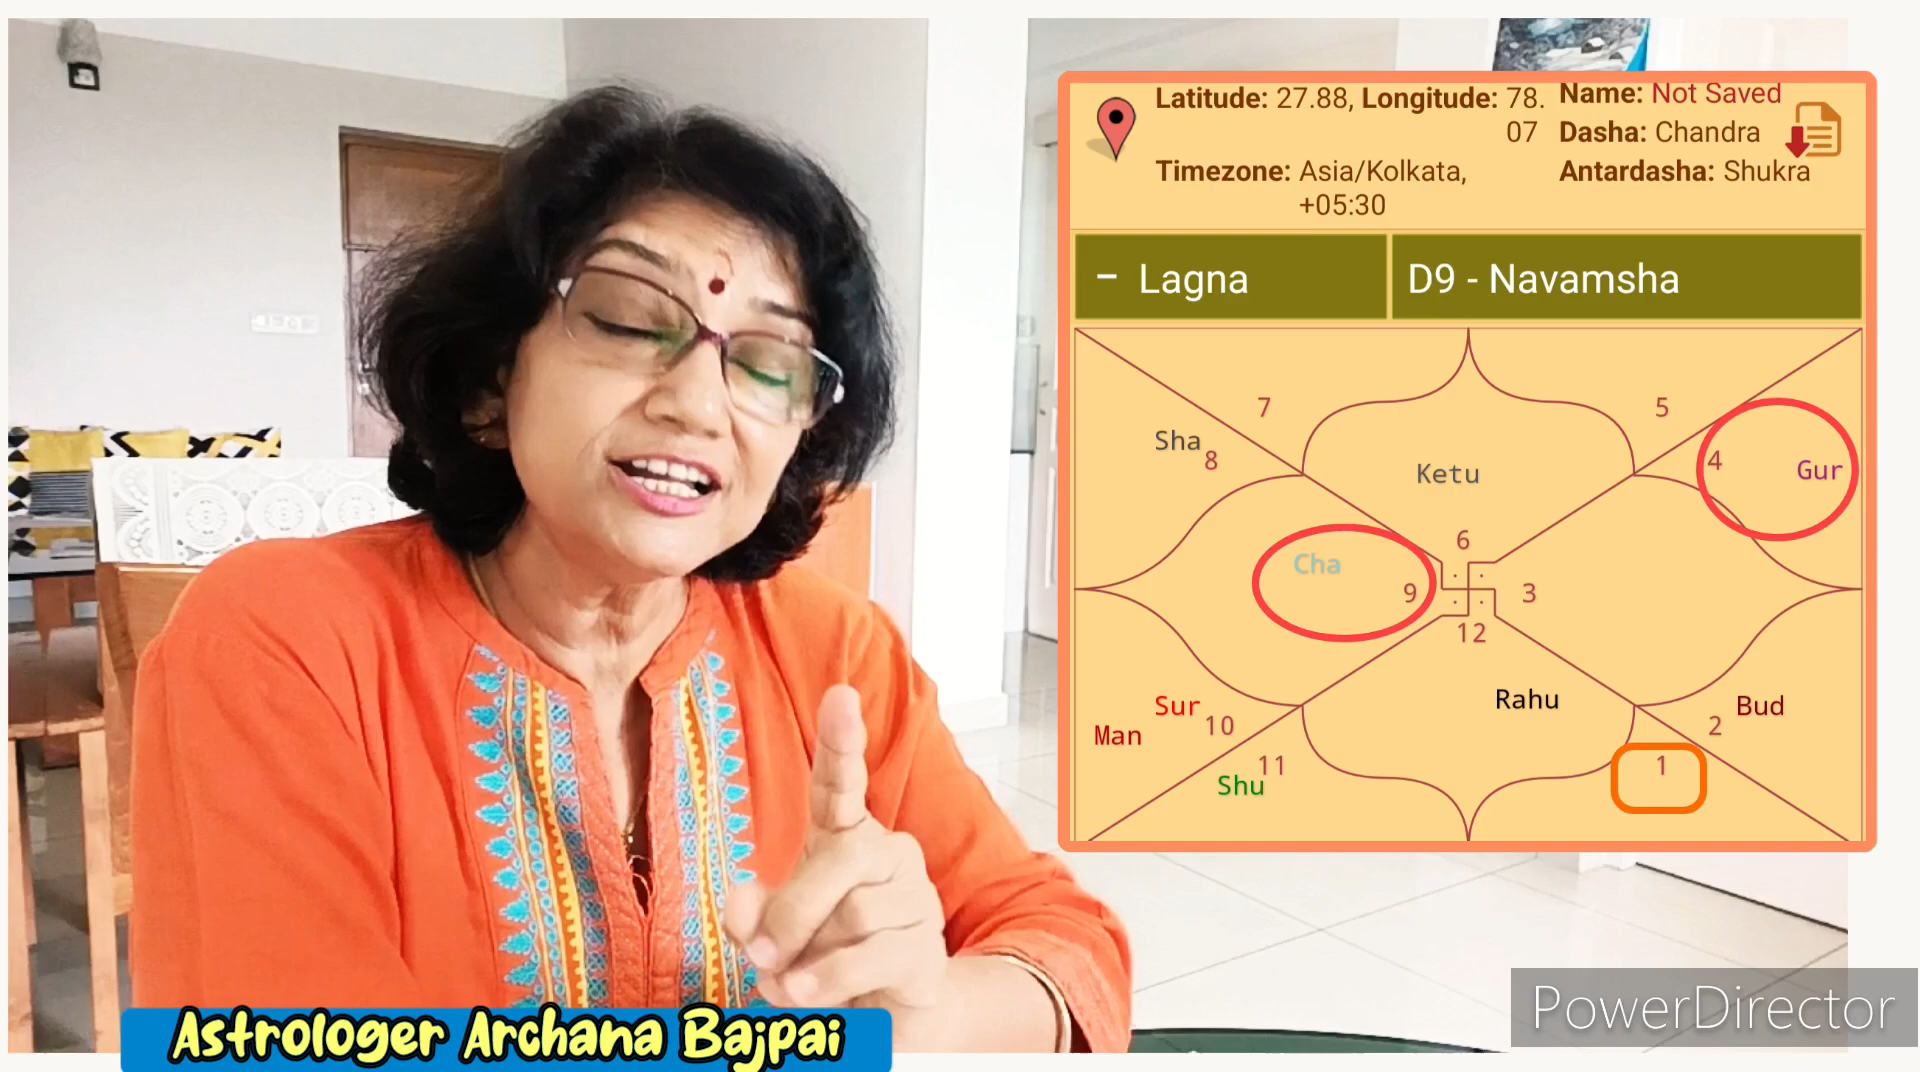 Latitude: 27.88, Longitude: 78.
07
Timezone: Asia/Kolkata,
+05:30
Name: Not Saved
Dasha: Chandra
Antardasha: Shukra
− Lagna
D9 - Navamsha
7
5
Sha
8
Ketu
4
Gur
6
Cha
9
3
12
Sur
10
Man
Rahu
Bud
2
11
Shu
1
Astrologer Archana Bajpai
PowerDirector